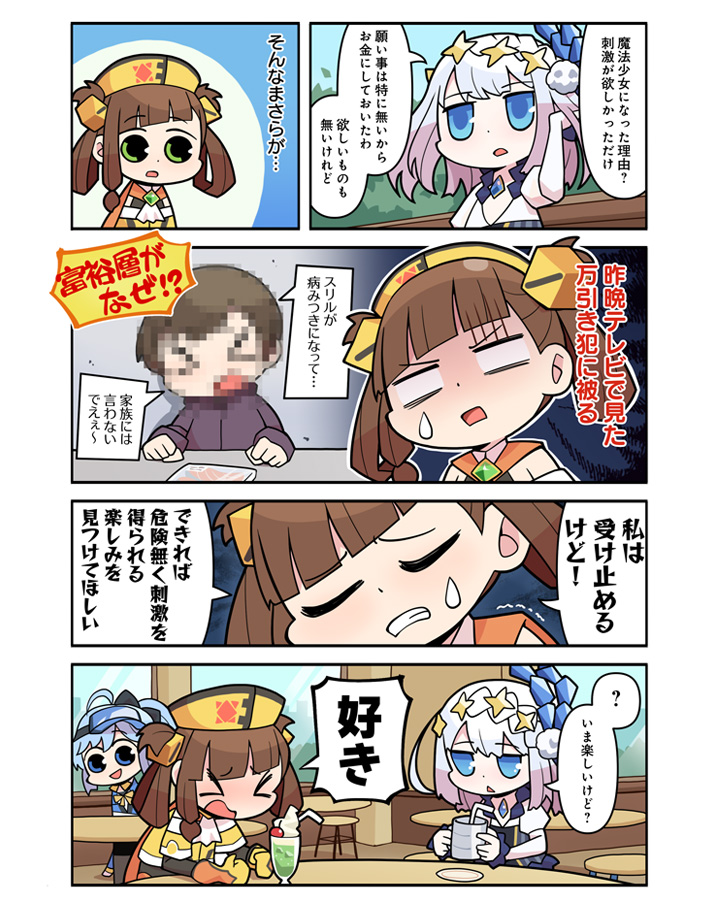 魔法少女になった理由？
刺激が欲しかっただけ
願い事は特に無いから
お金にしておいたわ
欲しいものも
無いけれど
そんなまさらが…
昨晩テレビで見た
万引き犯に被る
スリルが
病みつきになって…
富裕層が
なぜ!?
家族には
言わない
でえぇ〜
私は
受け止める
けど！
できれば
危険無く刺激を
得られる
楽しみを
見つけてほしい
？
いま楽しいけど？
好き